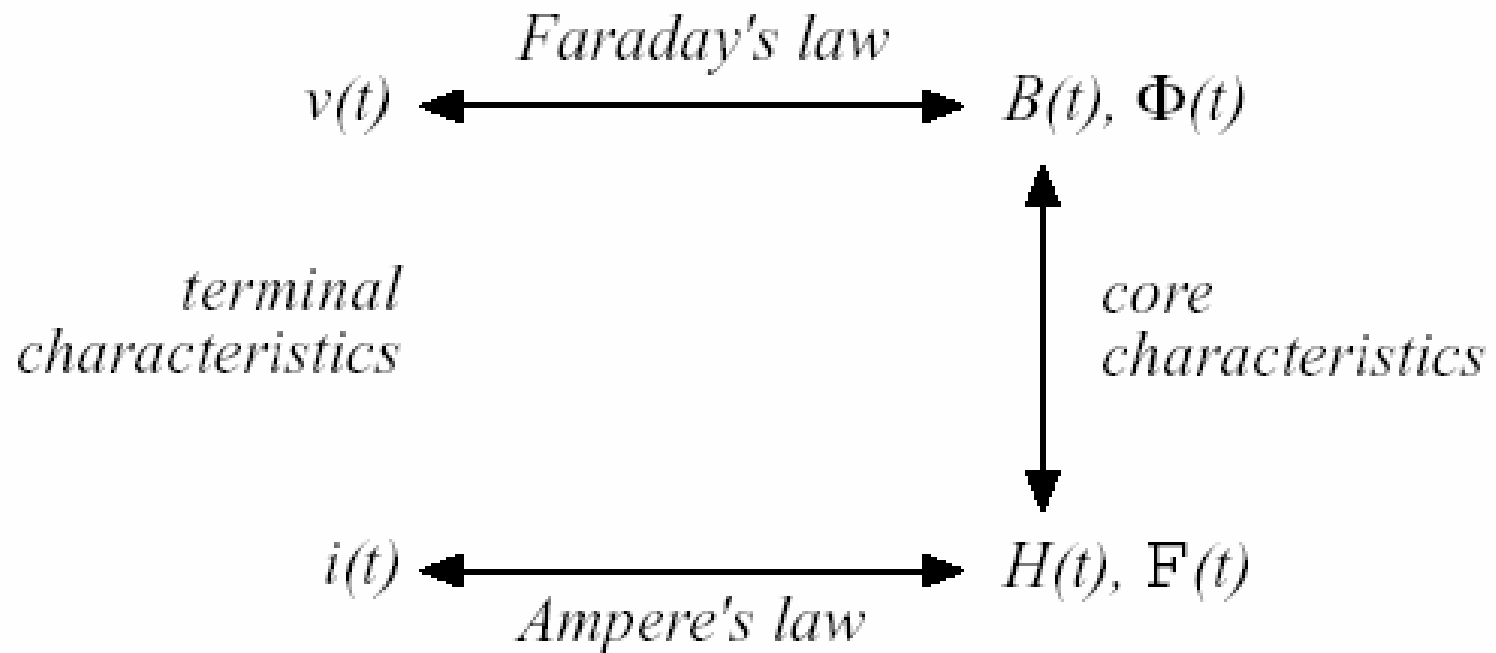 Faraday's law
v(t)
B(t), Φ(t)
terminal
characteristics
core
characteristics
i(t)
H(t), F(t)
Ampere's law